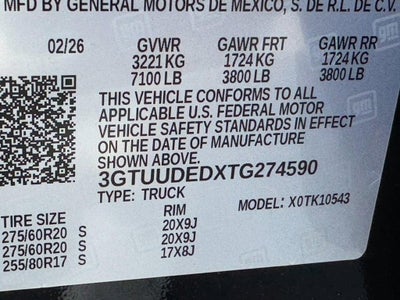 MFD BY GENERAL MOTORS DE MEXICO, S. DE R.L. DE C.V.
02/26 GVWR GAWR FRT GAWR RR
3221 KG 1724 KG 1724 KG
7100 LB 3800 LB 3800 LB
THIS VEHICLE CONFORMS TO ALL
APPLICABLE U.S. FEDERAL MOTOR
VEHICLE SAFETY STANDARDS IN EFFECT
ON THE DATE OF MANUFACTURE
SHOWN ABOVE.
3GTUUDEDXTG274590
TYPE: TRUCK MODEL: X0TK10543
TIRE SIZE RIM
275/60R20 S 20X9J
275/60R20 S 20X9J
255/80R17 S 17X8J
gm
gm